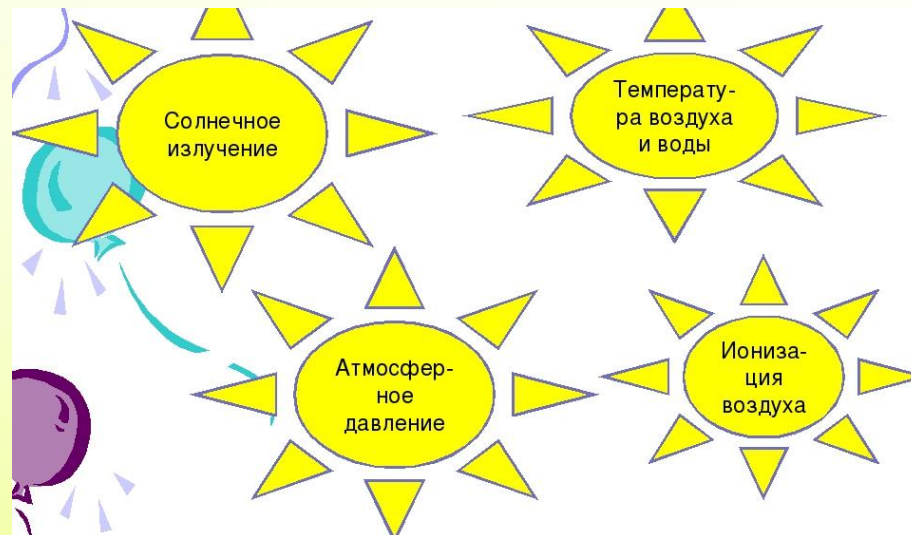 Солнечное
излучение
Температу-
ра воздуха
и воды
Атмосфер-
ное
давление
Иониза-
ция
воздуха